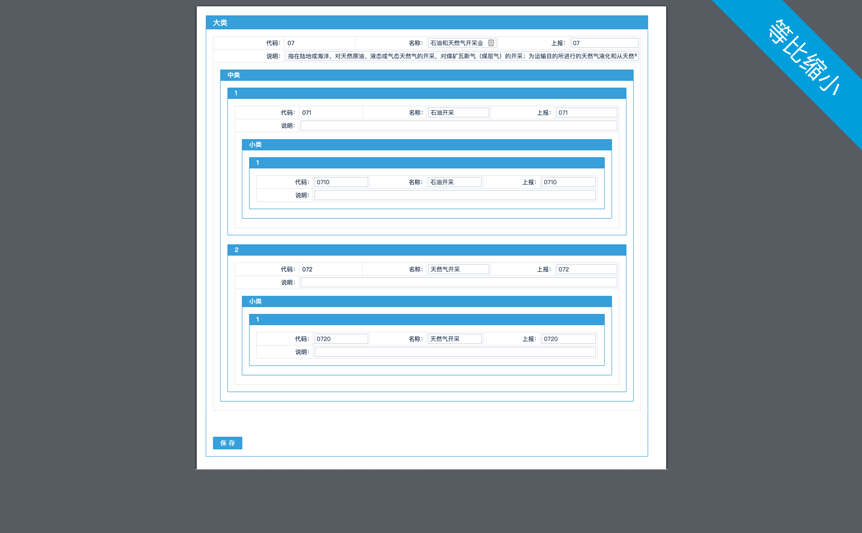 等比缩小
大类
代码: 07 名称: 石油和天然气开采业 上报: 07
说明: 指在陆地或海洋，对天然原油、液态或气态天然气的开采，对煤矿瓦斯气（煤层气）的开采；为运输目的所进行的天然气液化和从天然气
中类
1
代码: 071 名称: 石油开采 上报: 071
说明:
小类
1
代码: 0710 名称: 石油开采 上报: 0710
说明:
2
代码: 072 名称: 天然气开采 上报: 072
说明:
小类
1
代码: 0720 名称: 天然气开采 上报: 0720
说明:
保 存